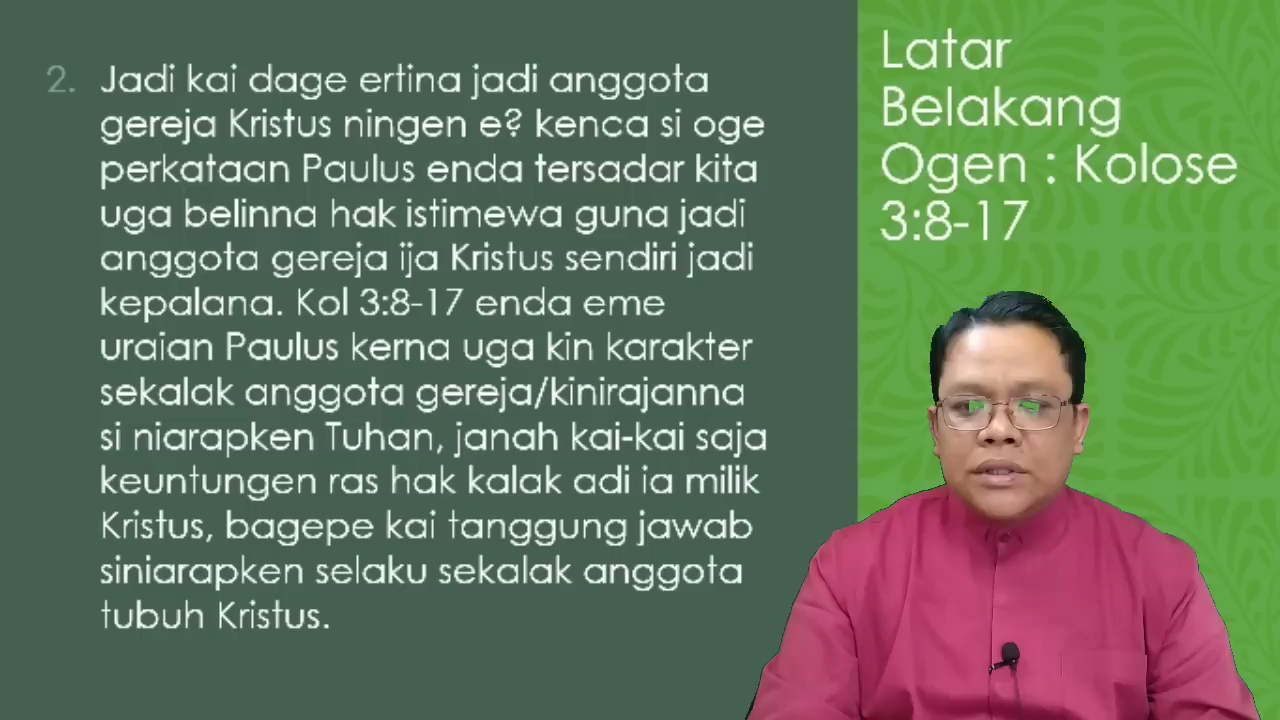 2. Jadi kai dage ertina jadi anggota
gereja Kristus ningen e? kenca si oge
perkataan Paulus enda tersadar kita
uga belinna hak istimewa guna jadi
anggota gereja ija Kristus sendiri jadi
kepalana. Kol 3:8-17 enda eme
uraian Paulus kerna uga kin karakter
sekalak anggota gereja/kinirajanna
si niarapken Tuhan, janah kai-kai saja
keuntungen ras hak kalak adi ia milik
Kristus, bagepe kai tanggung jawab
siniarapken selaku sekalak anggota
tubuh Kristus.
Latar
Belakang
Ogen : Kolose
3:8-17